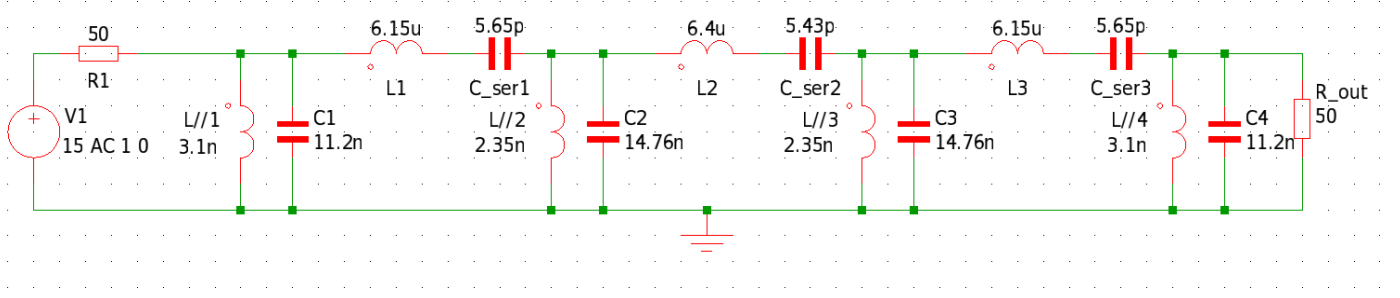 50
R1
V1
15 AC 1 0
L//1
3.1n
C1
11.2n
6.15u
L1
5.65p
C_ser1
L//2
2.35n
C2
14.76n
6.4u
L2
5.43p
C_ser2
L//3
2.35n
C3
14.76n
6.15u
L3
5.65p
C_ser3
L//4
3.1n
C4
11.2n
R_out
50